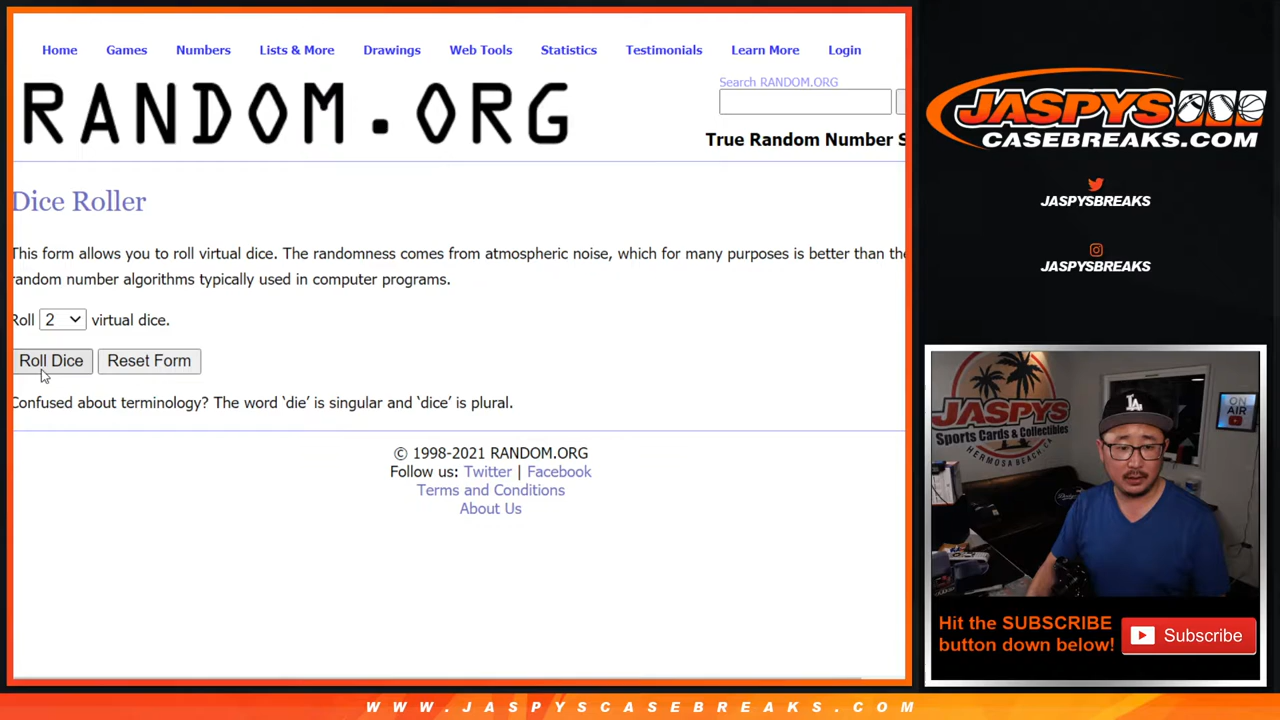 Home Games Numbers Lists & More Drawings Web Tools Statistics Testimonials Learn More Login
RANDOM.ORG
Search RANDOM.ORG
True Random Number S
Dice Roller
This form allows you to roll virtual dice. The randomness comes from atmospheric noise, which for many purposes is better than the
random number algorithms typically used in computer programs.
Roll 2 virtual dice.
Roll Dice Reset Form
Confused about terminology? The word ‘die’ is singular and ‘dice’ is plural.
© 1998-2021 RANDOM.ORG
Follow us: Twitter | Facebook
Terms and Conditions
About Us
JASPYS
CASEBREAKS.COM
JASPYSBREAKS
JASPYSBREAKS
JASPYS
Sports Cards & Collectibles
HERMOSA BEACH, CA
ON
AIR
LA
Hit the SUBSCRIBE
button down below!
Subscribe
WWW.JASPYSCASEBREAKS.COM